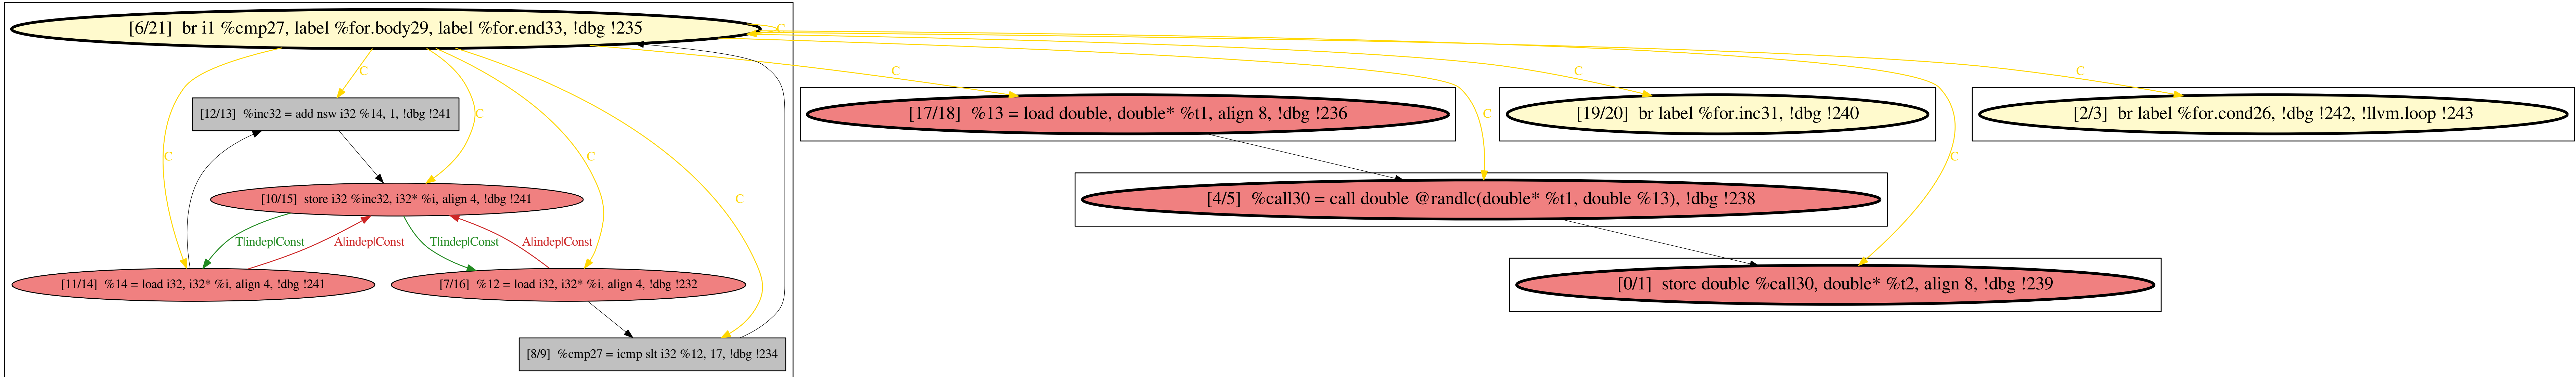 [6/21]  br i1 %cmp27, label %for.body29, label %for.end33, !dbg !235
C
C
C
C
C
[12/13]  %inc32 = add nsw i32 %14, 1, !dbg !241
[17/18]  %13 = load double, double* %t1, align 8, !dbg !236
[19/20]  br label %for.inc31, !dbg !240
[2/3]  br label %for.cond26, !dbg !242, !llvm.loop !243
C
C
C
C
C
[10/15]  store i32 %inc32, i32* %i, align 4, !dbg !241
C
[4/5]  %call30 = call double @randlc(double* %t1, double %13), !dbg !238
T|indep|Const
A|indep|Const
T|indep|Const
A|indep|Const
[11/14]  %14 = load i32, i32* %i, align 4, !dbg !241
[7/16]  %12 = load i32, i32* %i, align 4, !dbg !232
[0/1]  store double %call30, double* %t2, align 8, !dbg !239
[8/9]  %cmp27 = icmp slt i32 %12, 17, !dbg !234